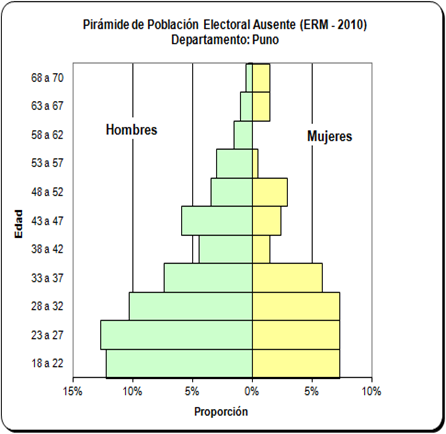 Pirámide de Población Electoral Ausente (ERM - 2010)
Departamento: Puno
68 a 70
63 a 67
58 a 62
53 a 57
48 a 52
43 a 47
38 a 42
33 a 37
28 a 32
23 a 27
18 a 22
Edad
Hombres
Mujeres
15% 10% 5% 0% 5% 10%
Proporción